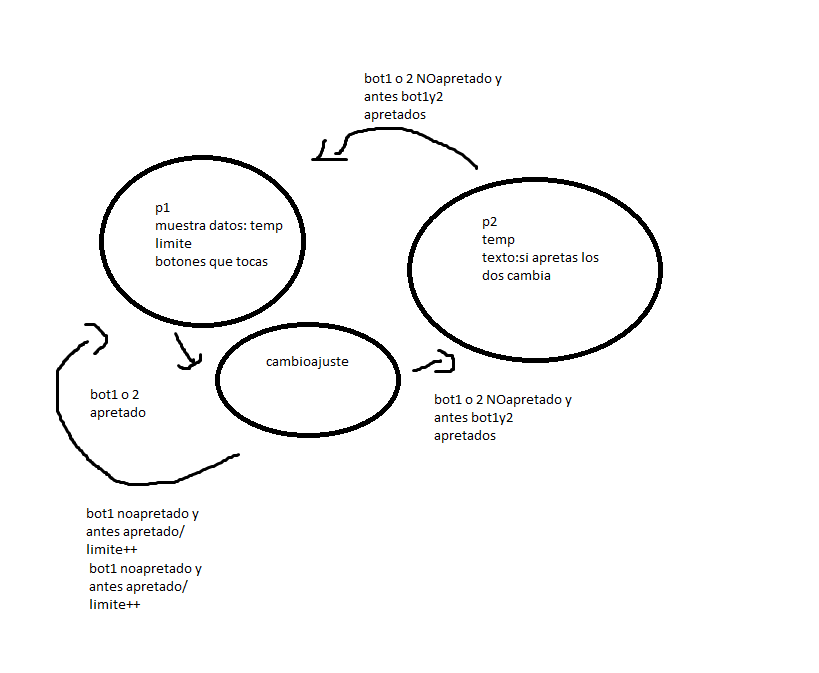 bot1 o 2 NOapretado y
antes bot1y2
apretados
p1
muestra datos: temp
limite
botones que tocas
p2
temp
texto:si apretas los
dos cambia
cambioajuste
bot1 o 2
apretado
bot1 o 2 NOapretado y
antes bot1y2
apretados
bot1 noapretado y
antes apretado/
limite++
bot1 noapretado y
antes apretado/
limite++